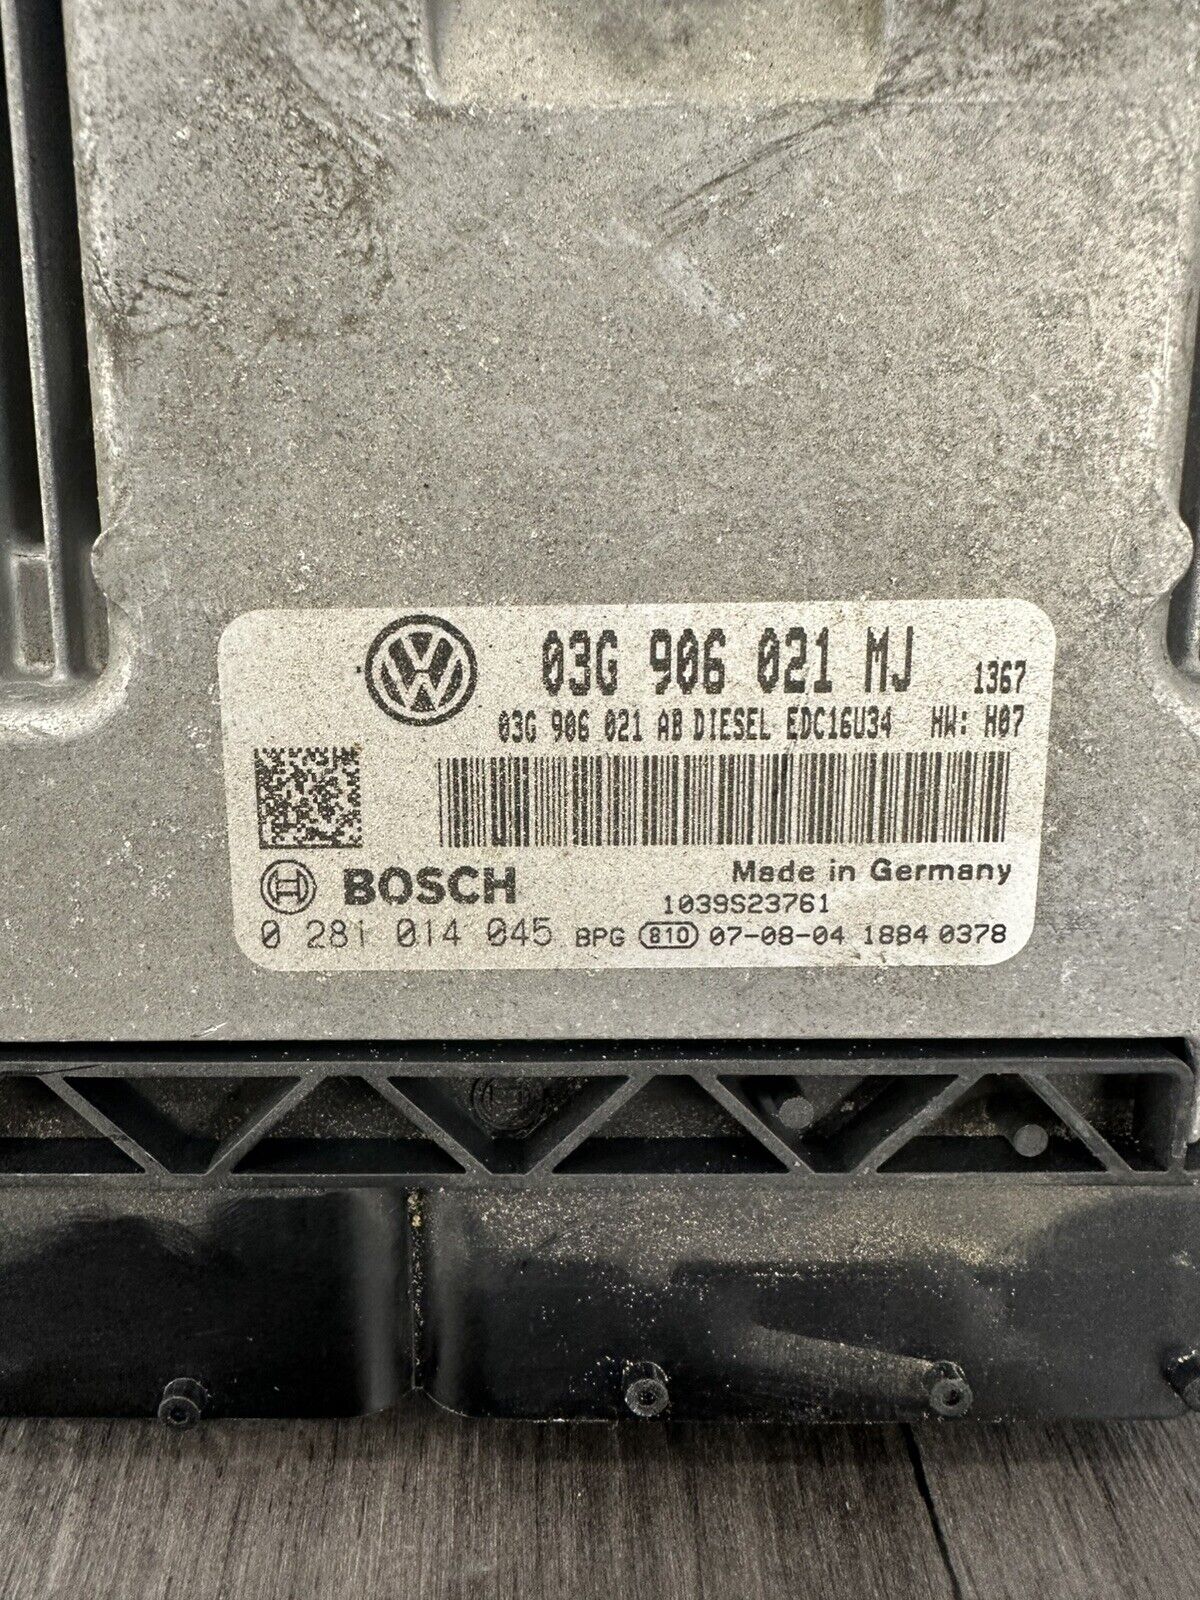 03G 906 021 MJ 1367
03G 906 021 AB DIESEL EDC16U34 HW: H07
BOSCH Made in Germany
1039S23761
0 281 014 045 BPG 810 07-08-04 1884 0378